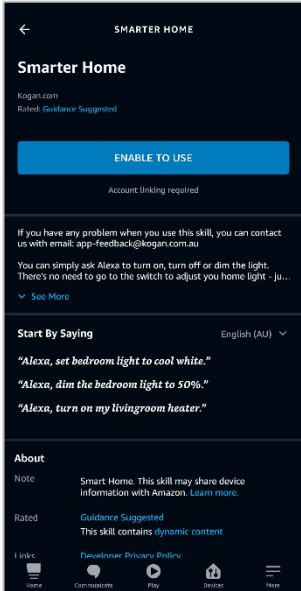 SMARTER HOME
Smarter Home
Kogan.com
Rated: Guidance Suggested
ENABLE TO USE
Account linking required
If you have any problem when you use this skill, you can contact
us with email: app-feedback@kogan.com.au
You can simply ask Alexa to turn on, turn off or dim the light.
There's no need to go to the switch to adjust you home light - ju...
See More
Start By Saying English (AU)
“Alexa, set bedroom light to cool white.”
“Alexa, dim the bedroom light to 50%.”
“Alexa, turn on my livingroom heater.”
About
Note Smart Home. This skill may share device
information with Amazon. Learn more.
Rated Guidance Suggested
This skill contains dynamic content
Links Developer Privacy Policy
Home Communicate Play Devices More